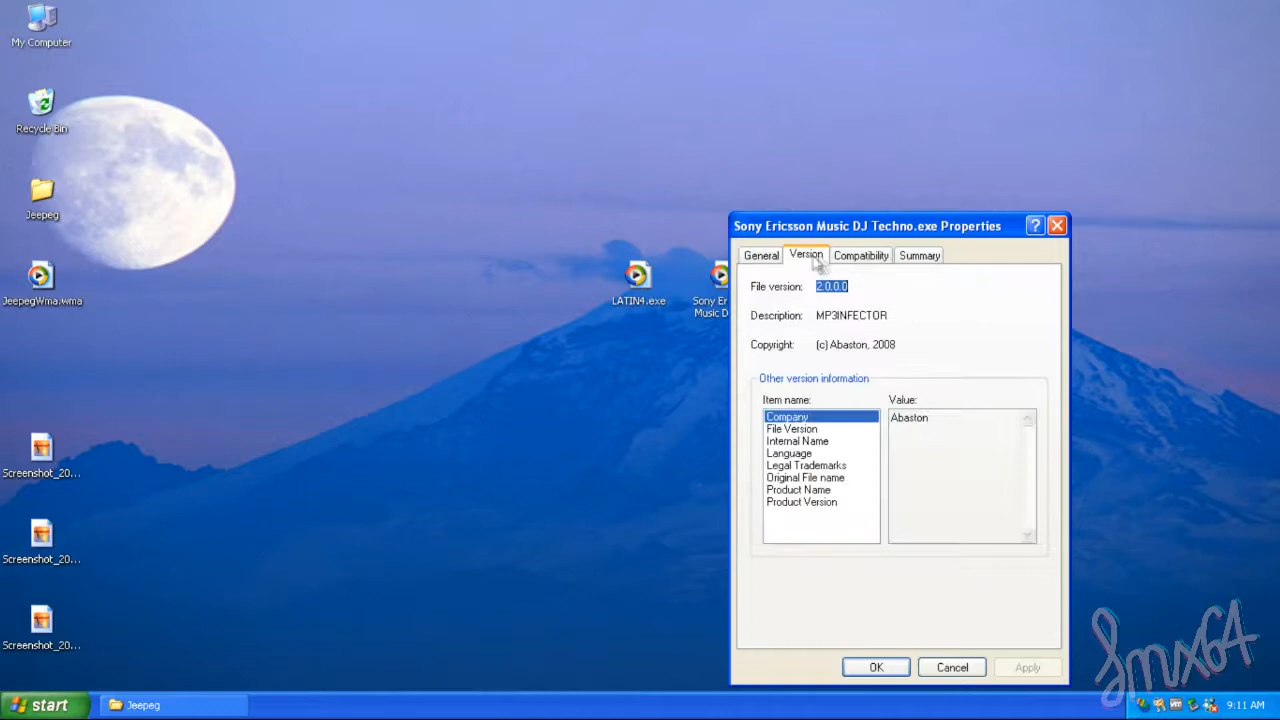 My Computer
Recycle Bin
Jeepeg
JeepegWma.wma
Screenshot_20...
Screenshot_20...
Screenshot_20...
LATIN4.exe
Sony Er
Music D
Sony Ericsson Music DJ Techno.exe Properties
General Version Compatibility Summary
File version: 2.0.0.0
Description: MP3INFECTOR
Copyright: (c) Abaston, 2008
Other version information
Item name: Value:
Company Abaston
File Version
Internal Name
Language
Legal Trademarks
Original File name
Product Name
Product Version
OK Cancel Apply
start Jeepeg 9:11 AM